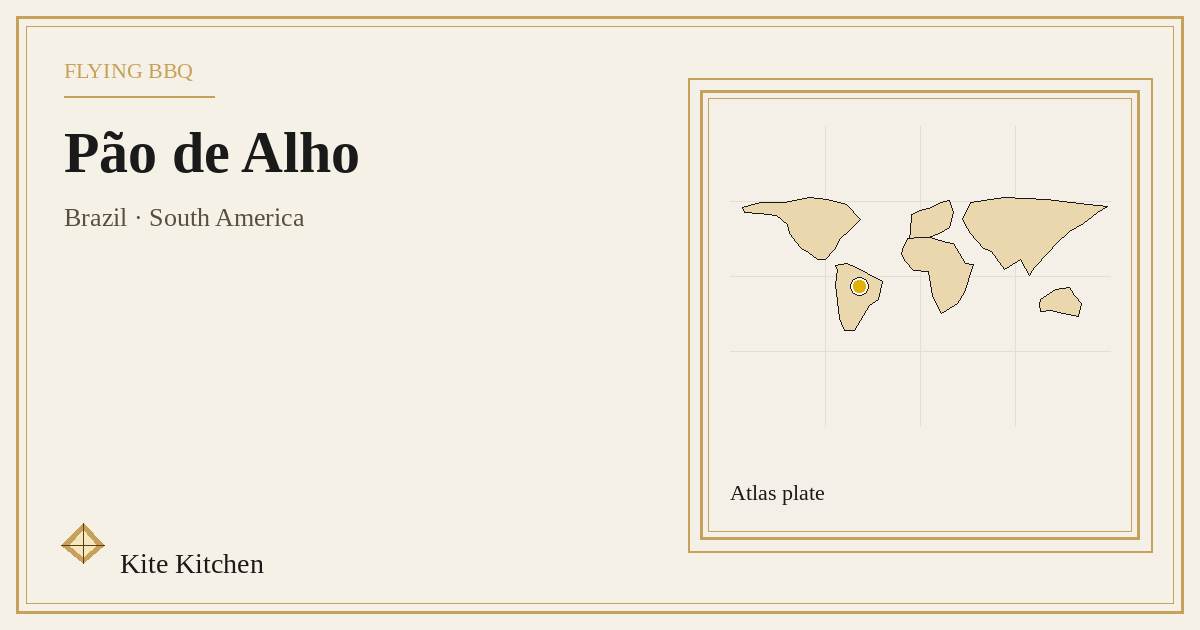 FLYING BBQ
Pão de Alho
Brazil · South America
Atlas plate
Kite Kitchen